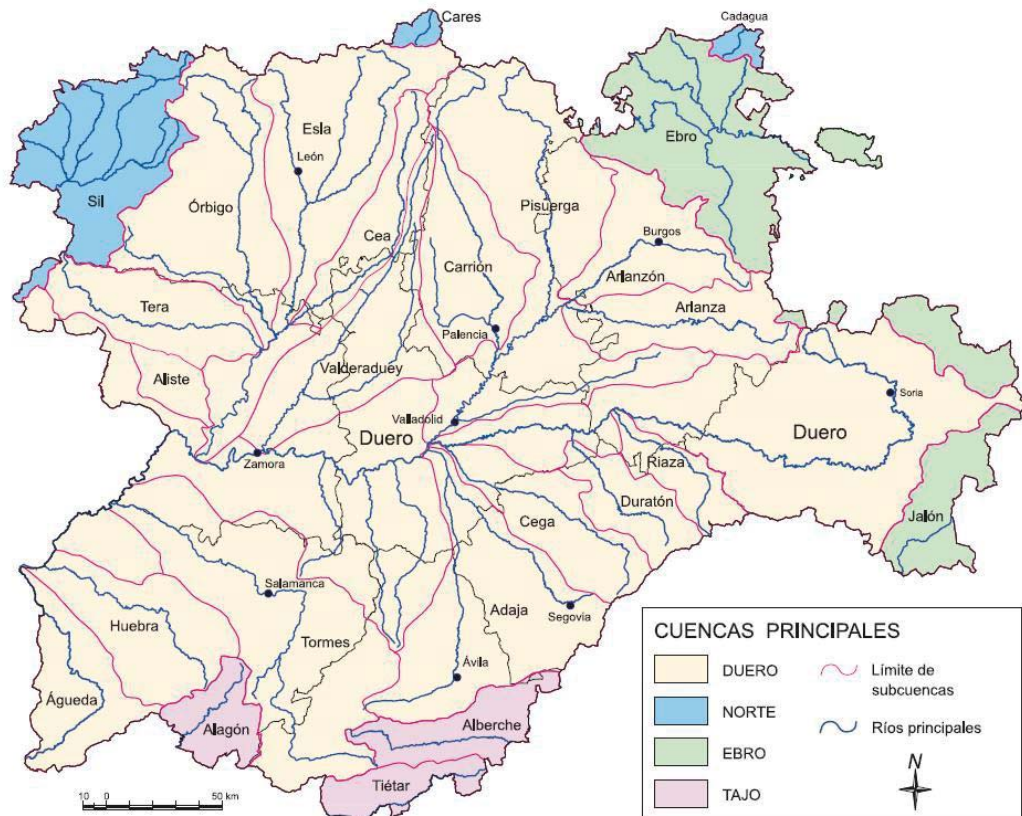 Cares
Cadagua
Esla
Ebro
León
Sil
Órbigo
Pisuerga
Cea
Burgos
Carrión
Arlanzón
Tera
Arlanza
Palencia
Valderaduey
Aliste
Soria
Valladolid
Duero
Duero
Zamora
Riaza
Duratón
Cega
Jalón
Salamanca
Segovia
Adaja
Huebra
Tormes
Ávila
Águeda
Alagón
Alberche
Tiétar
10 0 50 km
CUENCAS PRINCIPALES
DUERO
NORTE
EBRO
TAJO
Límite de
subcuencas
Ríos principales
N